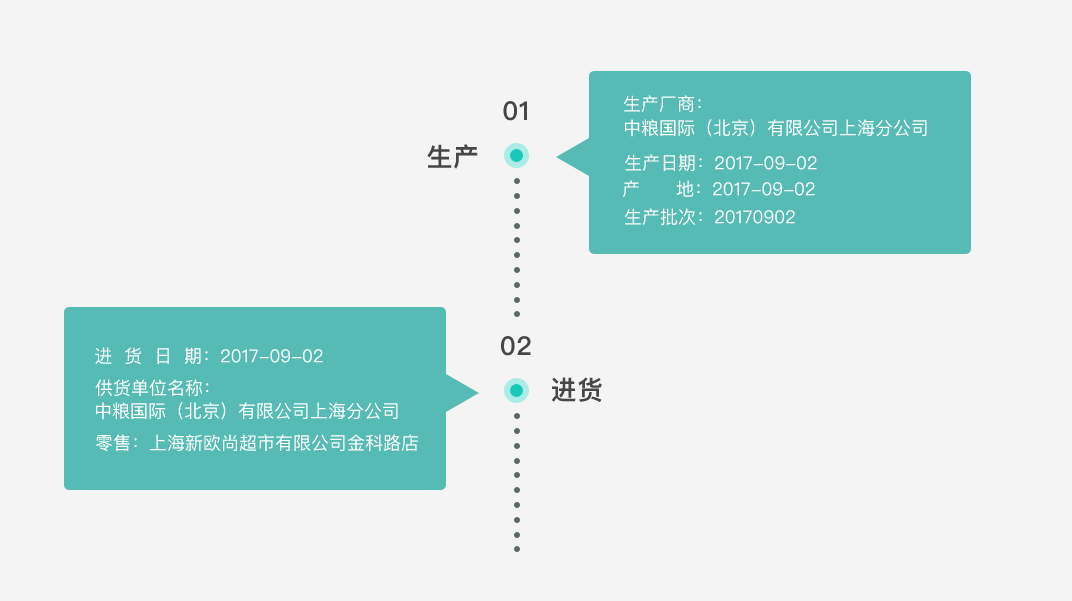 01
生产
生产厂商：
中粮国际（北京）有限公司上海分公司
生产日期：2017-09-02
产 地：2017-09-02
生产批次：20170902
02
进货
进 货 日 期：2017-09-02
供货单位名称：
中粮国际（北京）有限公司上海分公司
零售：上海新欧尚超市有限公司金科路店